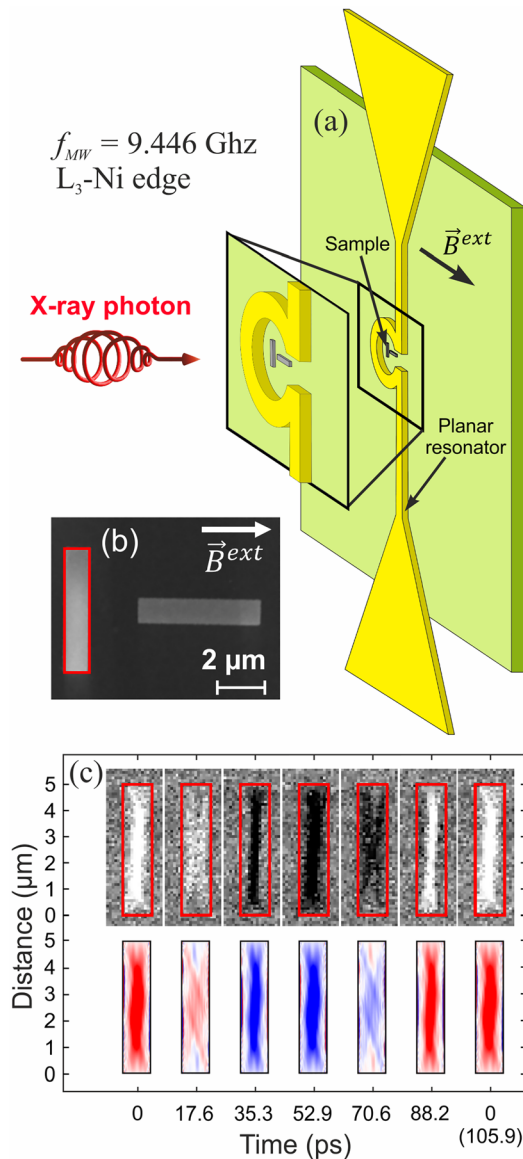 (a)
f_MW = 9.446 Ghz
L₃-Ni edge
Sample
B⃗^ext
X-ray photon
Planar
resonator
(b)
B⃗^ext
2 μm
(c)
Distance (μm)
5
4
3
2
1
0
Distance (μm)
5
4
3
2
1
0
0 17.6 35.3 52.9 70.6 88.2 0
(105.9)
Time (ps)